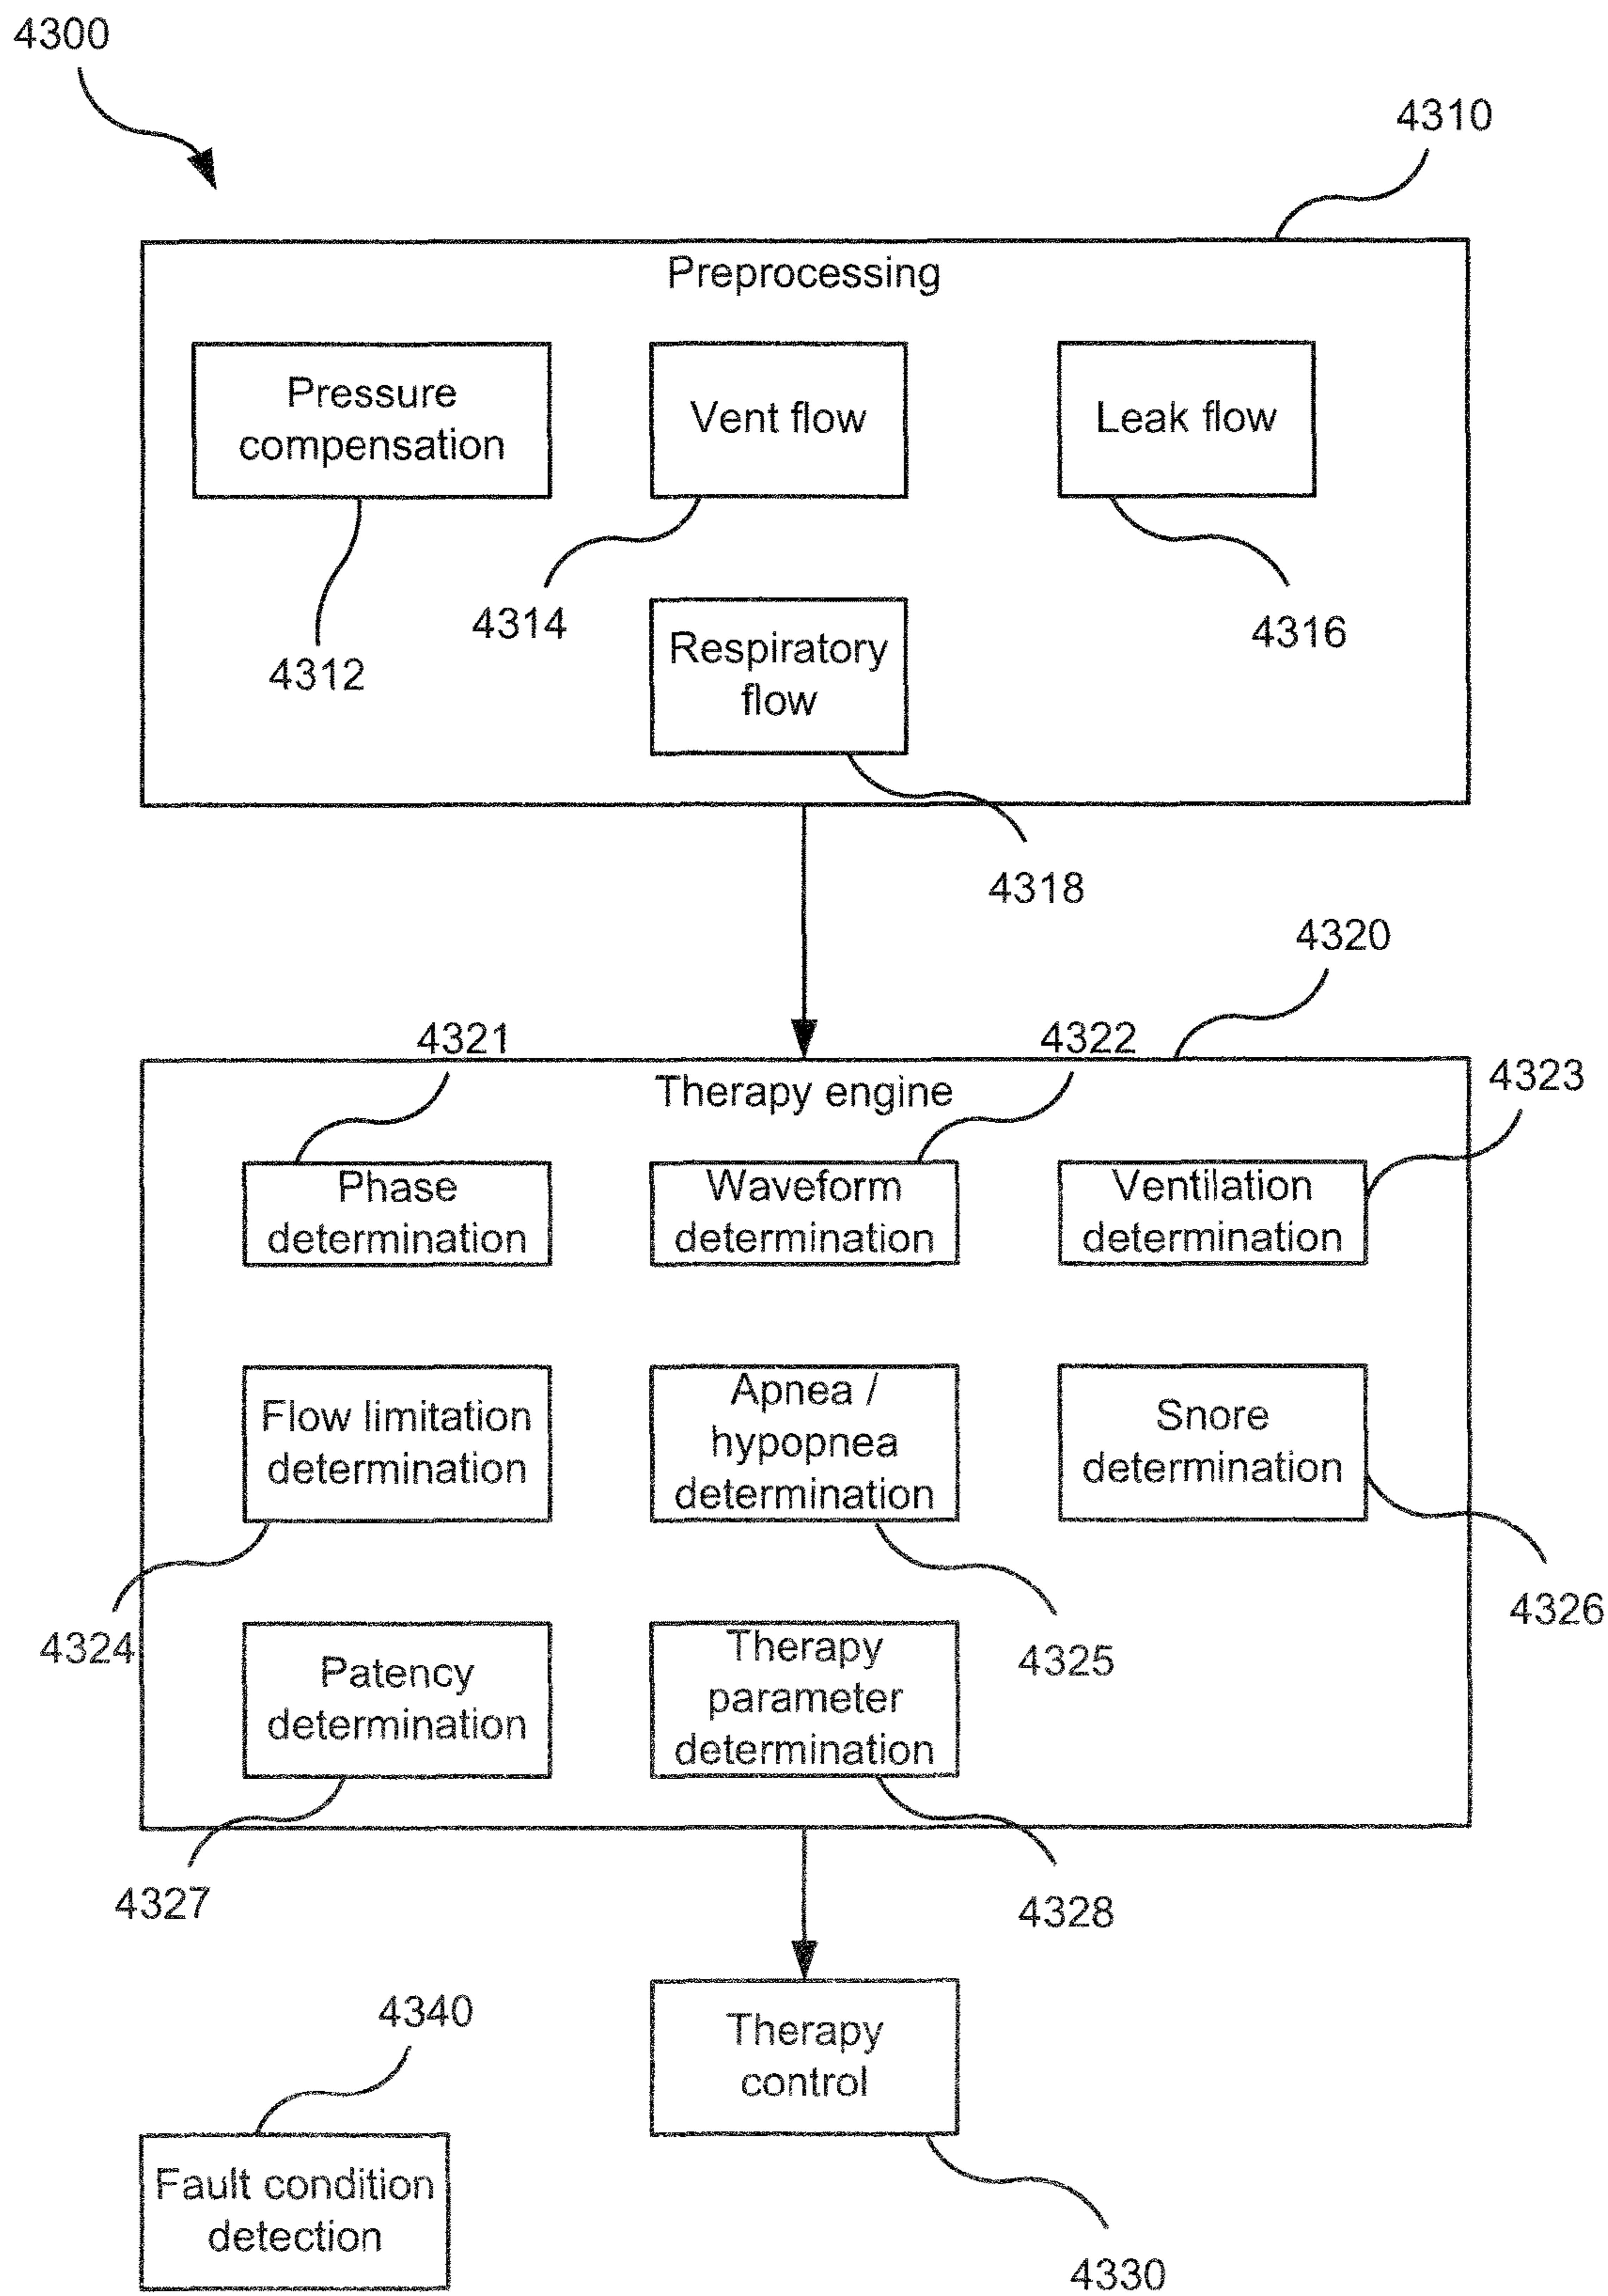 4300
4310
Preprocessing
Pressure
compensation
Vent flow
Leak flow
4312
4314
4316
Respiratory
flow
4318
4320
4321
4322
4323
Therapy engine
Phase
determination
Waveform
determination
Ventilation
determination
Flow limitation
determination
Apnea /
hypopnea
determination
Snore
determination
4324
4325
4326
Patency
determination
Therapy
parameter
determination
4327
4328
4340
Therapy
control
Fault condition
detection
4330